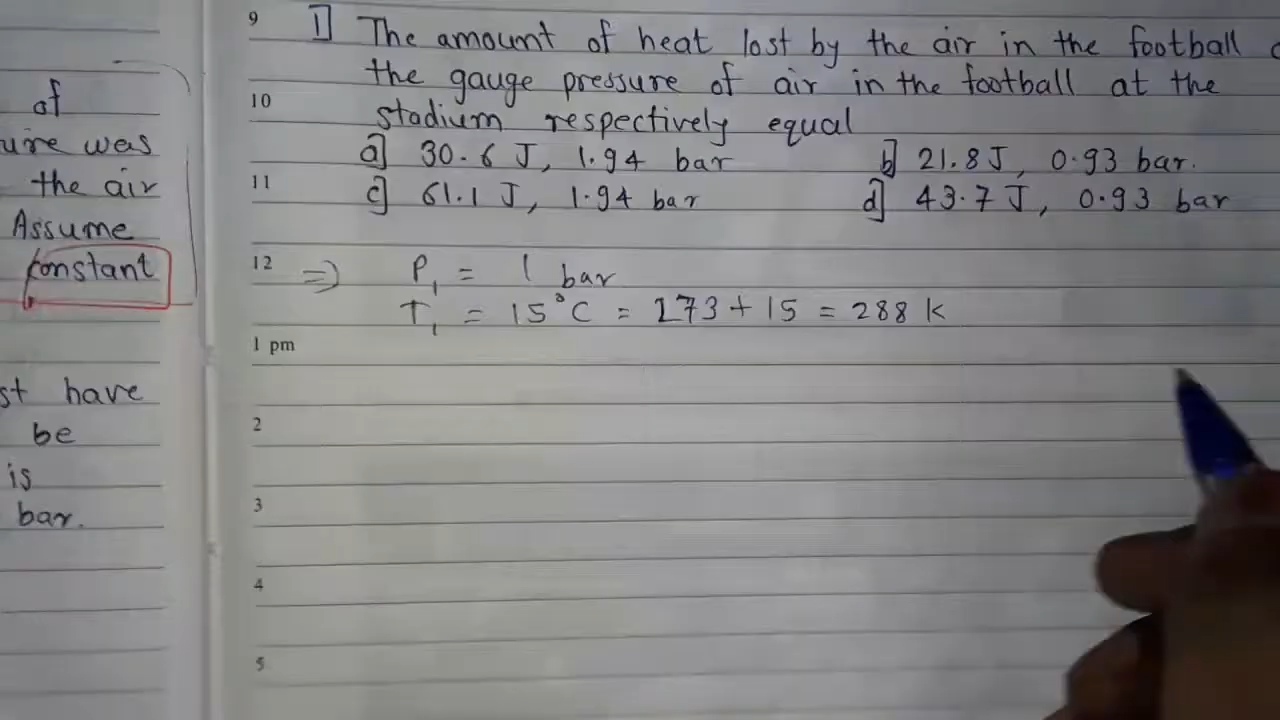 of
was
the air
Assume
constant
have
be
is
bar.
9 1] The amount of heat lost by the air in the football
the gauge pressure of air in the football at the
10 stadium respectively equal
a] 30.6 J, 1.94 bar b] 21.8 J, 0.93 bar.
11 c] 61.1 J, 1.94 bar d] 43.7 J, 0.93 bar
12 => P1 = 1 bar
T1 = 15°C = 273 + 15 = 288 K
1 pm
2
3
4
5